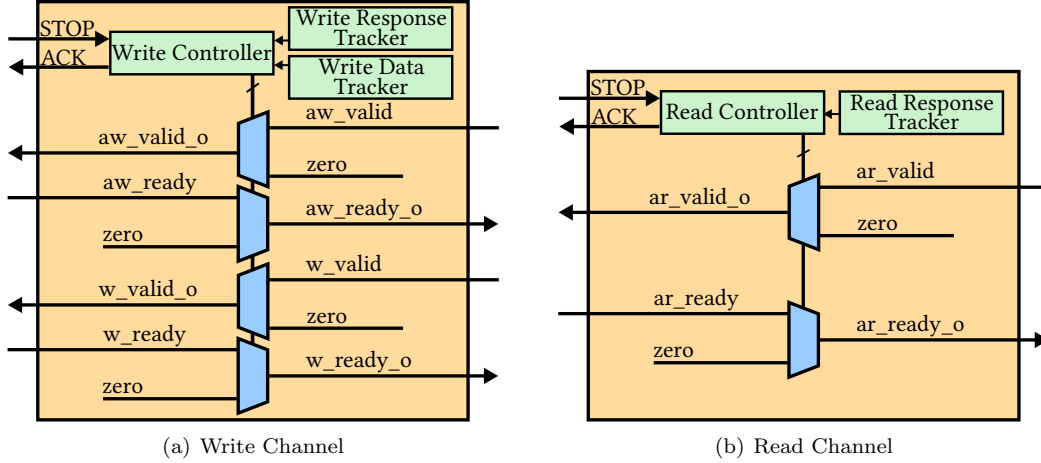 STOP
ACK
Write Controller
Write Response
Tracker
Write Data
Tracker
aw_valid
aw_valid_o
zero
aw_ready
aw_ready_o
zero
w_valid
w_valid_o
zero
w_ready
w_ready_o
zero
(a) Write Channel
STOP
ACK
Read Controller
Read Response
Tracker
ar_valid
ar_valid_o
zero
ar_ready
ar_ready_o
zero
(b) Read Channel